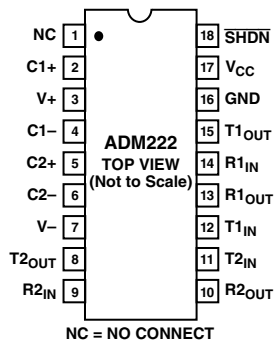 NC 1 18 SHDN
C1+ 2 17 VCC
V+ 3 16 GND
C1– 4 15 T1OUT
ADM222
TOP VIEW
(Not to Scale)
C2+ 5 14 R1IN
C2– 6 13 R1OUT
V– 7 12 T1IN
T2OUT 8 11 T2IN
R2IN 9 10 R2OUT
NC = NO CONNECT